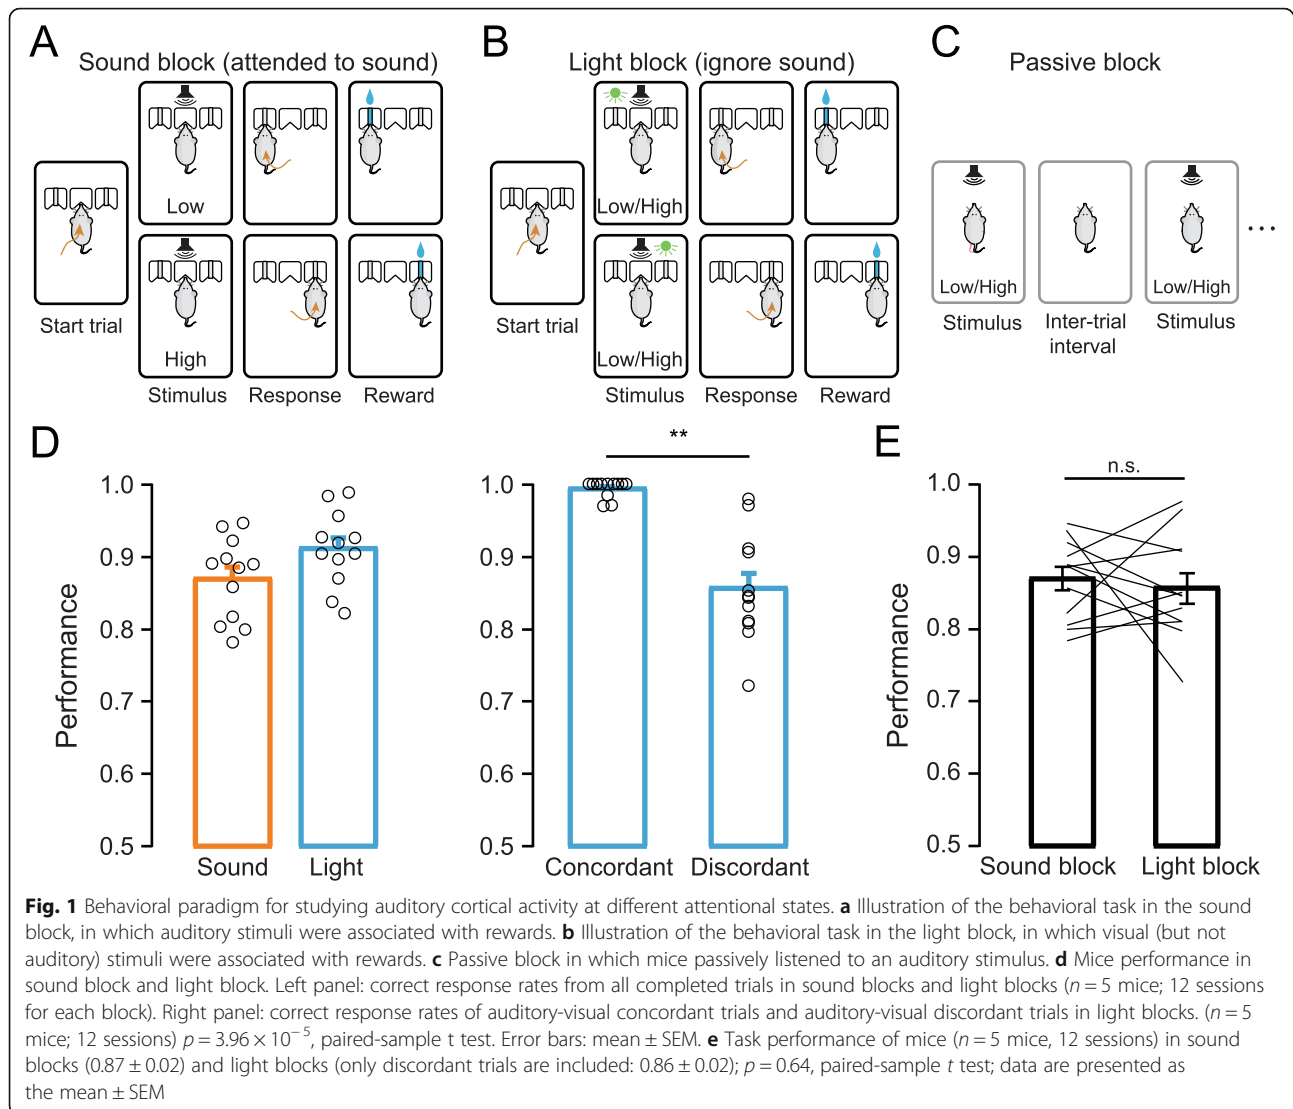 A
Sound block (attended to sound)
Start trial
Low
High
Stimulus
Response
Reward
B
Light block (ignore sound)
Start trial
Low/High
Low/High
Stimulus
Response
Reward
C
Passive block
Low/High
Low/High
Stimulus
Inter-trial
interval
Stimulus
...
D
Performance
1.0
0.9
0.8
0.7
0.6
0.5
Sound
Light
**
1.0
0.9
0.8
0.7
0.6
0.5
Concordant
Discordant
E
n.s.
Performance
1.0
0.9
0.8
0.7
0.6
0.5
Sound block
Light block
Fig. 1 Behavioral paradigm for studying auditory cortical activity at different attentional states. a Illustration of the behavioral task in the sound
block, in which auditory stimuli were associated with rewards. b Illustration of the behavioral task in the light block, in which visual (but not
auditory) stimuli were associated with rewards. c Passive block in which mice passively listened to an auditory stimulus. d Mice performance in
sound block and light block. Left panel: correct response rates from all completed trials in sound blocks and light blocks (n = 5 mice; 12 sessions
for each block). Right panel: correct response rates of auditory-visual concordant trials and auditory-visual discordant trials in light blocks. (n = 5
mice; 12 sessions) p = 3.96 × 10⁻⁵, paired-sample t test. Error bars: mean ± SEM. e Task performance of mice (n = 5 mice, 12 sessions) in sound
blocks (0.87 ± 0.02) and light blocks (only discordant trials are included: 0.86 ± 0.02); p = 0.64, paired-sample t test; data are presented as
the mean ± SEM